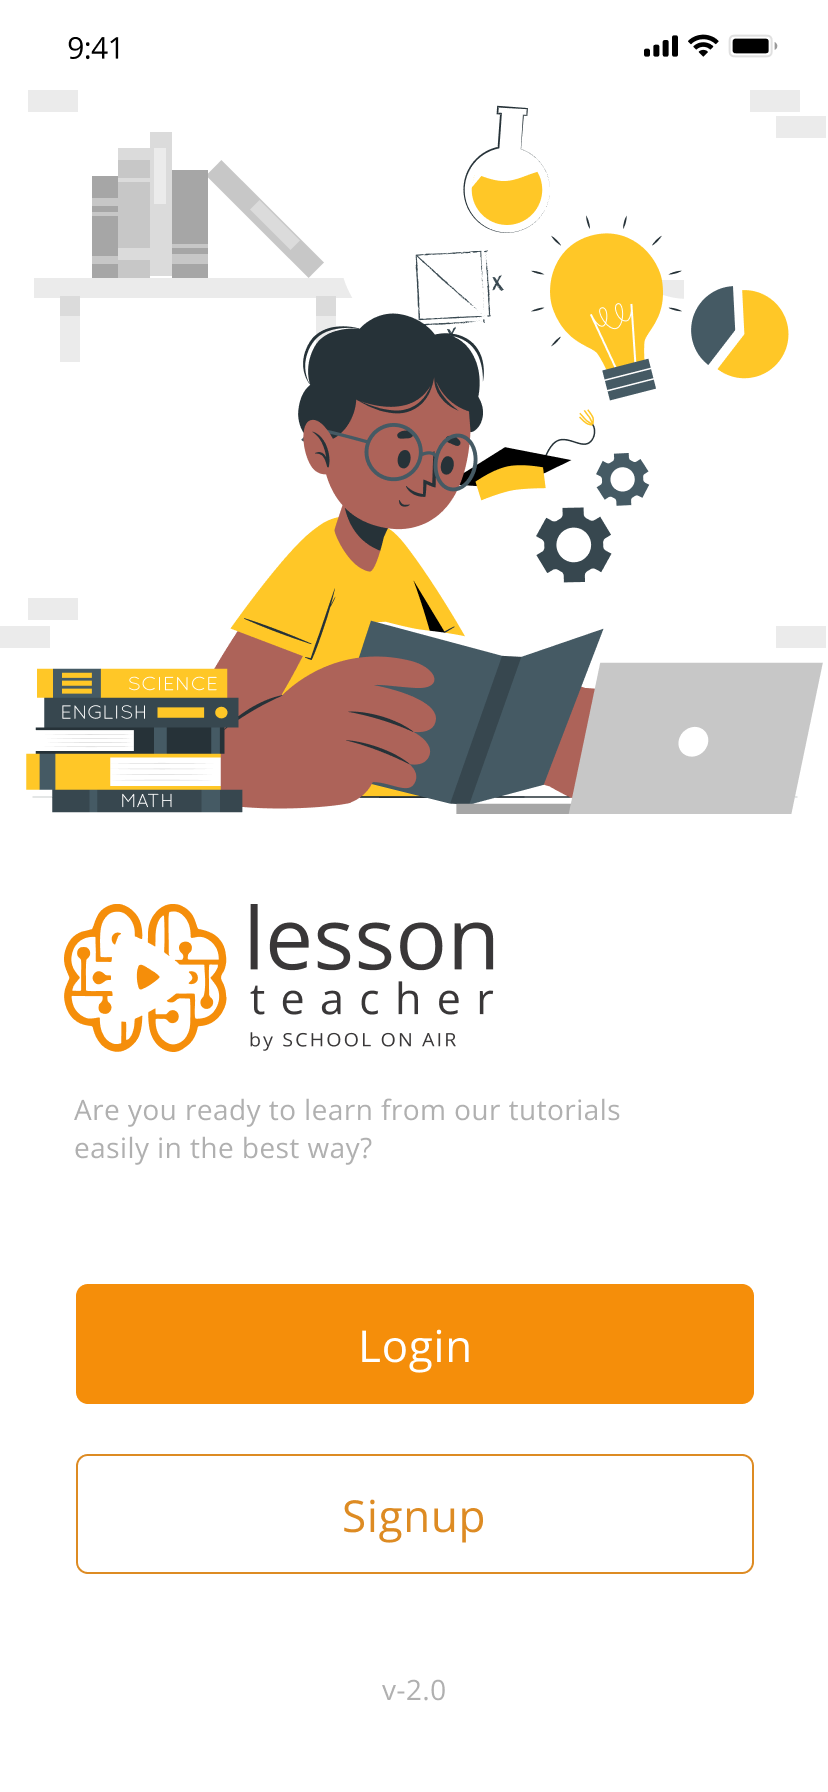 9:41
x
x
SCIENCE
ENGLISH
MATH
lesson
teacher
by SCHOOL ON AIR
Are you ready to learn from our tutorials
easily in the best way?
Login
Signup
v-2.0